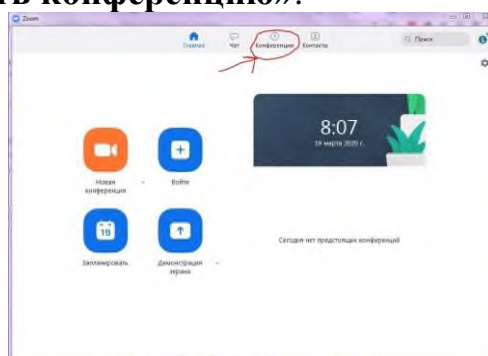 ть конференцию».
Zoom
Главная Чат Конференции Контакты Поиск
8:07
19 марта 2020 г.
Новая конференция
Войти
19
Запланировать
Демонстрация экрана
Сегодня нет предстоящих конференций